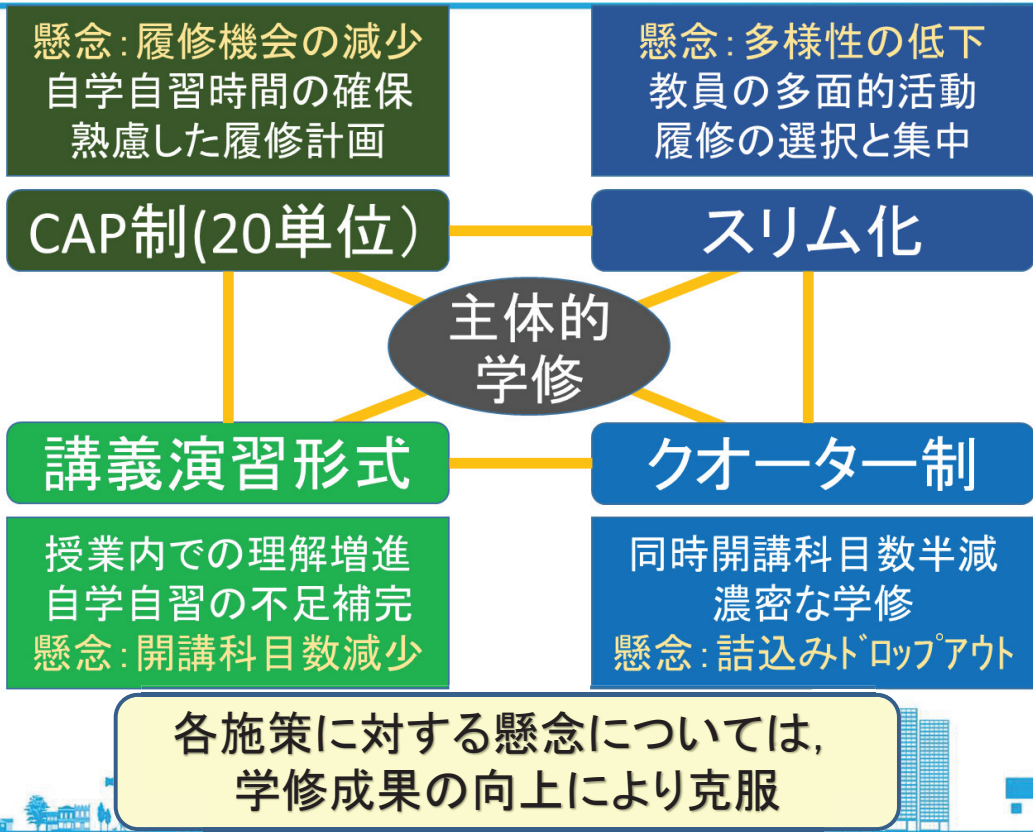 懸念：履修機会の減少
自学自習時間の確保
熟慮した履修計画
懸念：多様性の低下
教員の多面的活動
履修の選択と集中
CAP制(20単位）
スリム化
主体的
学修
講義演習形式
クオーター制
授業内での理解増進
自学自習の不足補完
懸念：開講科目数減少
同時開講科目数半減
濃密な学修
懸念：詰込みﾄﾞﾛｯﾌﾟｱｳﾄ
各施策に対する懸念については,
学修成果の向上により克服